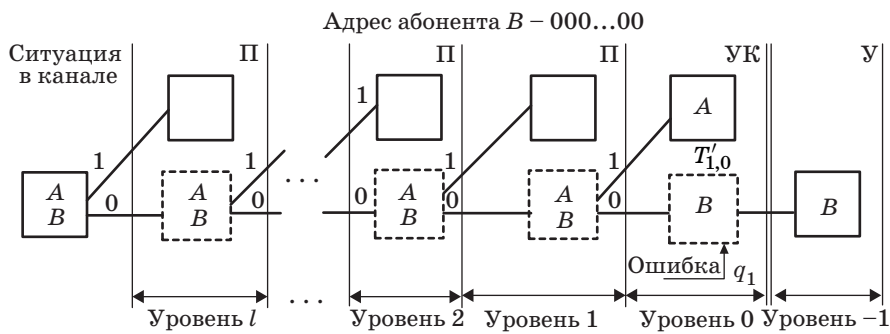 Адрес абонента B – 000...00
Ситуация в канале
П П П УК У
1 1 1 1 1
A
T′1,0
A B 0 A B 0 ... 0 A B 0 A B 0 B B
Ошибка q1
Уровень l ... Уровень 2 Уровень 1 Уровень 0 Уровень −1